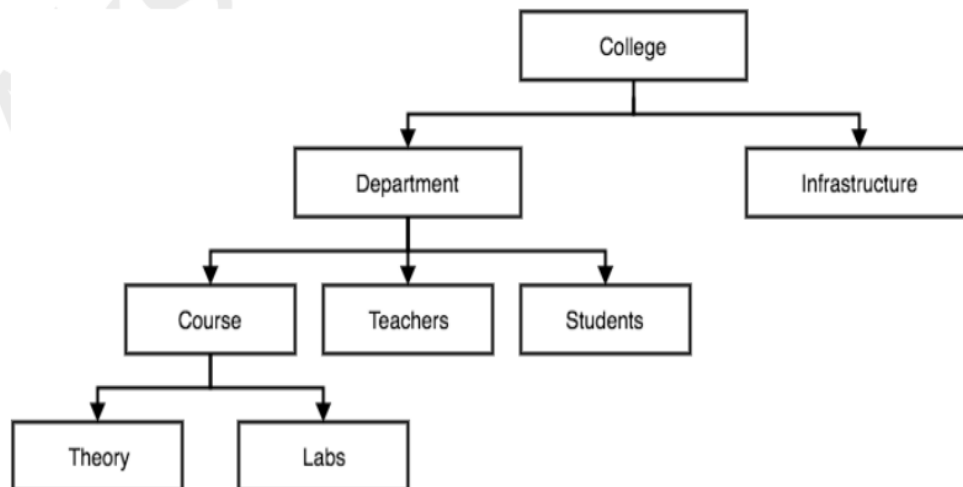 College
Department
Infrastructure
Course
Teachers
Students
Theory
Labs